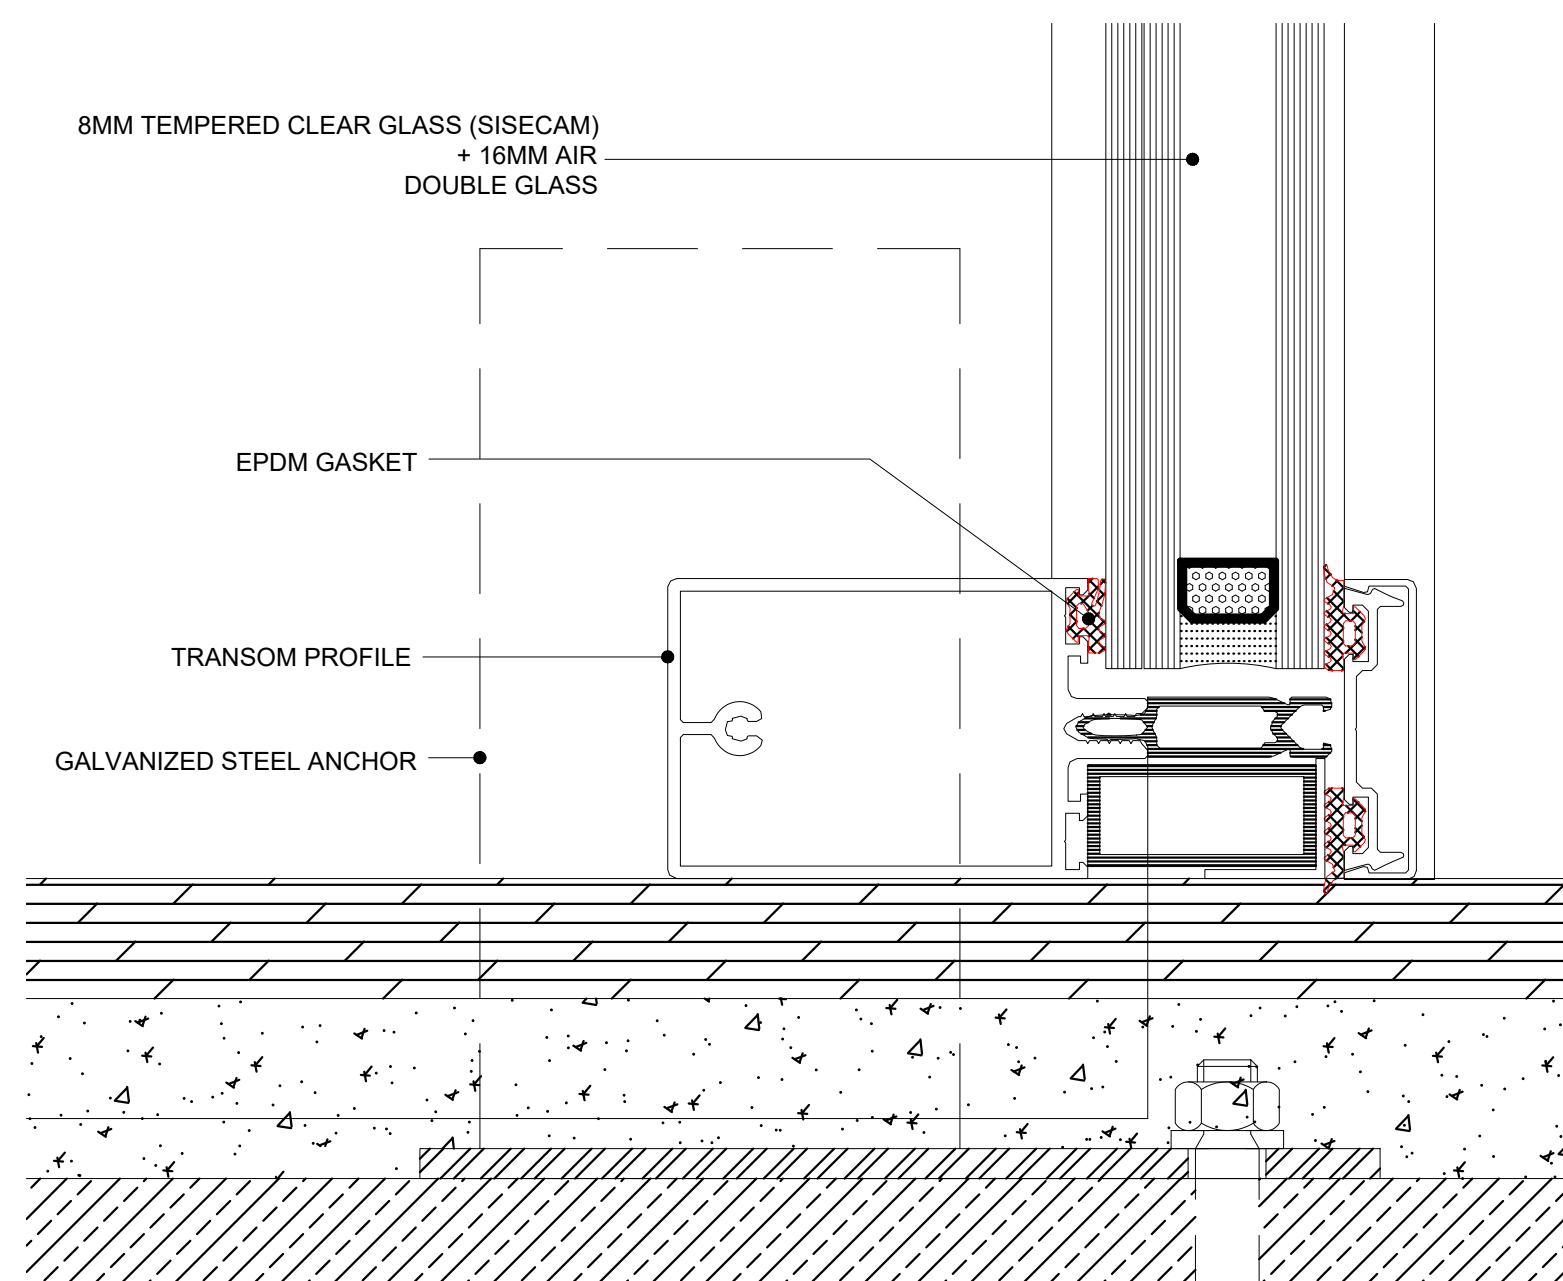 8MM TEMPERED CLEAR GLASS (SISECAM)
+ 16MM AIR
DOUBLE GLASS
EPDM GASKET
TRANSOM PROFILE
GALVANIZED STEEL ANCHOR